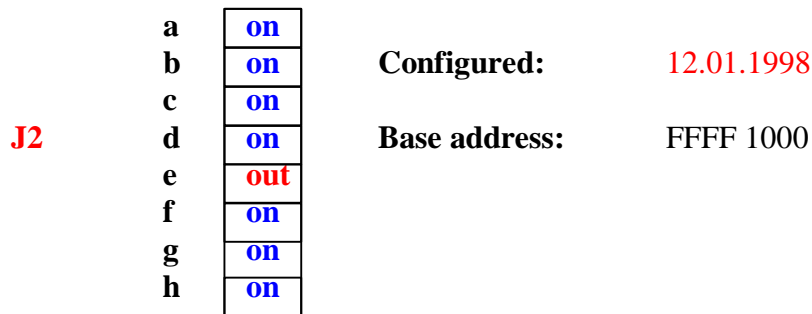 a on
b on Configured: 12.01.1998
c on
J2 d on Base address: FFFF 1000
e out
f on
g on
h on